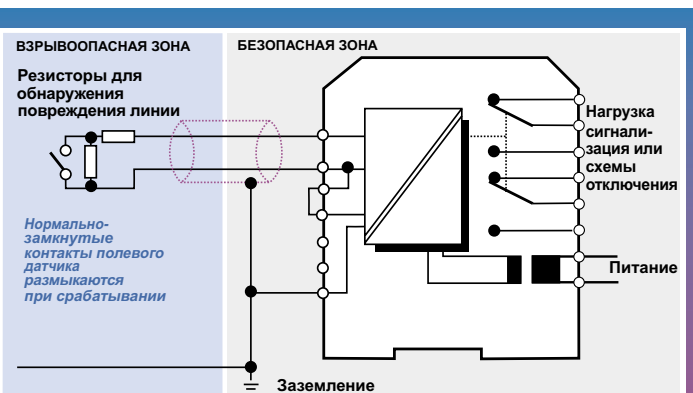 ВЗРЫВООПАСНАЯ ЗОНА
БЕЗОПАСНАЯ ЗОНА
Резисторы для
обнаружения
повреждения линии
Нормально-
замкнутые
контакты полевого
датчика
размыкаются
при срабатывании
Нагрузка
сигнали-
зация или
схемы
отключения
Питание
Заземление